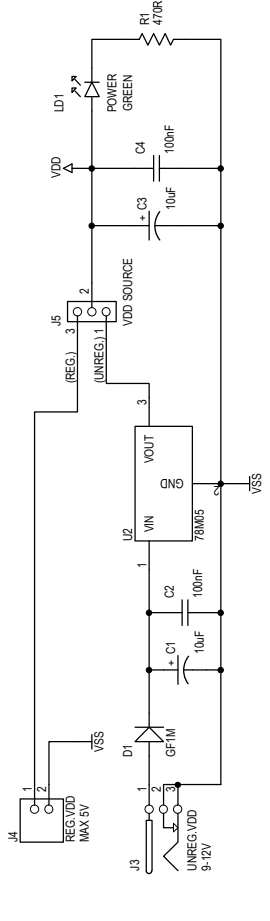 J4
1
2
REG.VDD
MAX 5V
VSS
J3
1
2
3
UNREG.VDD
9-12V
D1
GF1M
+
C1
10uF
C2
100nF
U2
1
VIN
VOUT
3
GND
2
78M05
VSS
J5
(REG.)
3
2
(UNREG.)
1
VDD SOURCE
VDD
+
C3
10uF
C4
100nF
LD1
POWER
GREEN
R1
470R